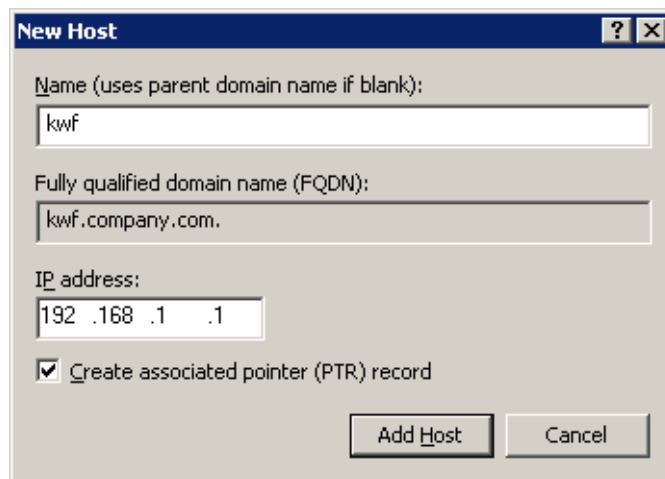 New Host
Name (uses parent domain name if blank):
kwf
Fully qualified domain name (FQDN):
kwf.company.com.
IP address:
192 .168 .1 .1
Create associated pointer (PTR) record
Add Host Cancel